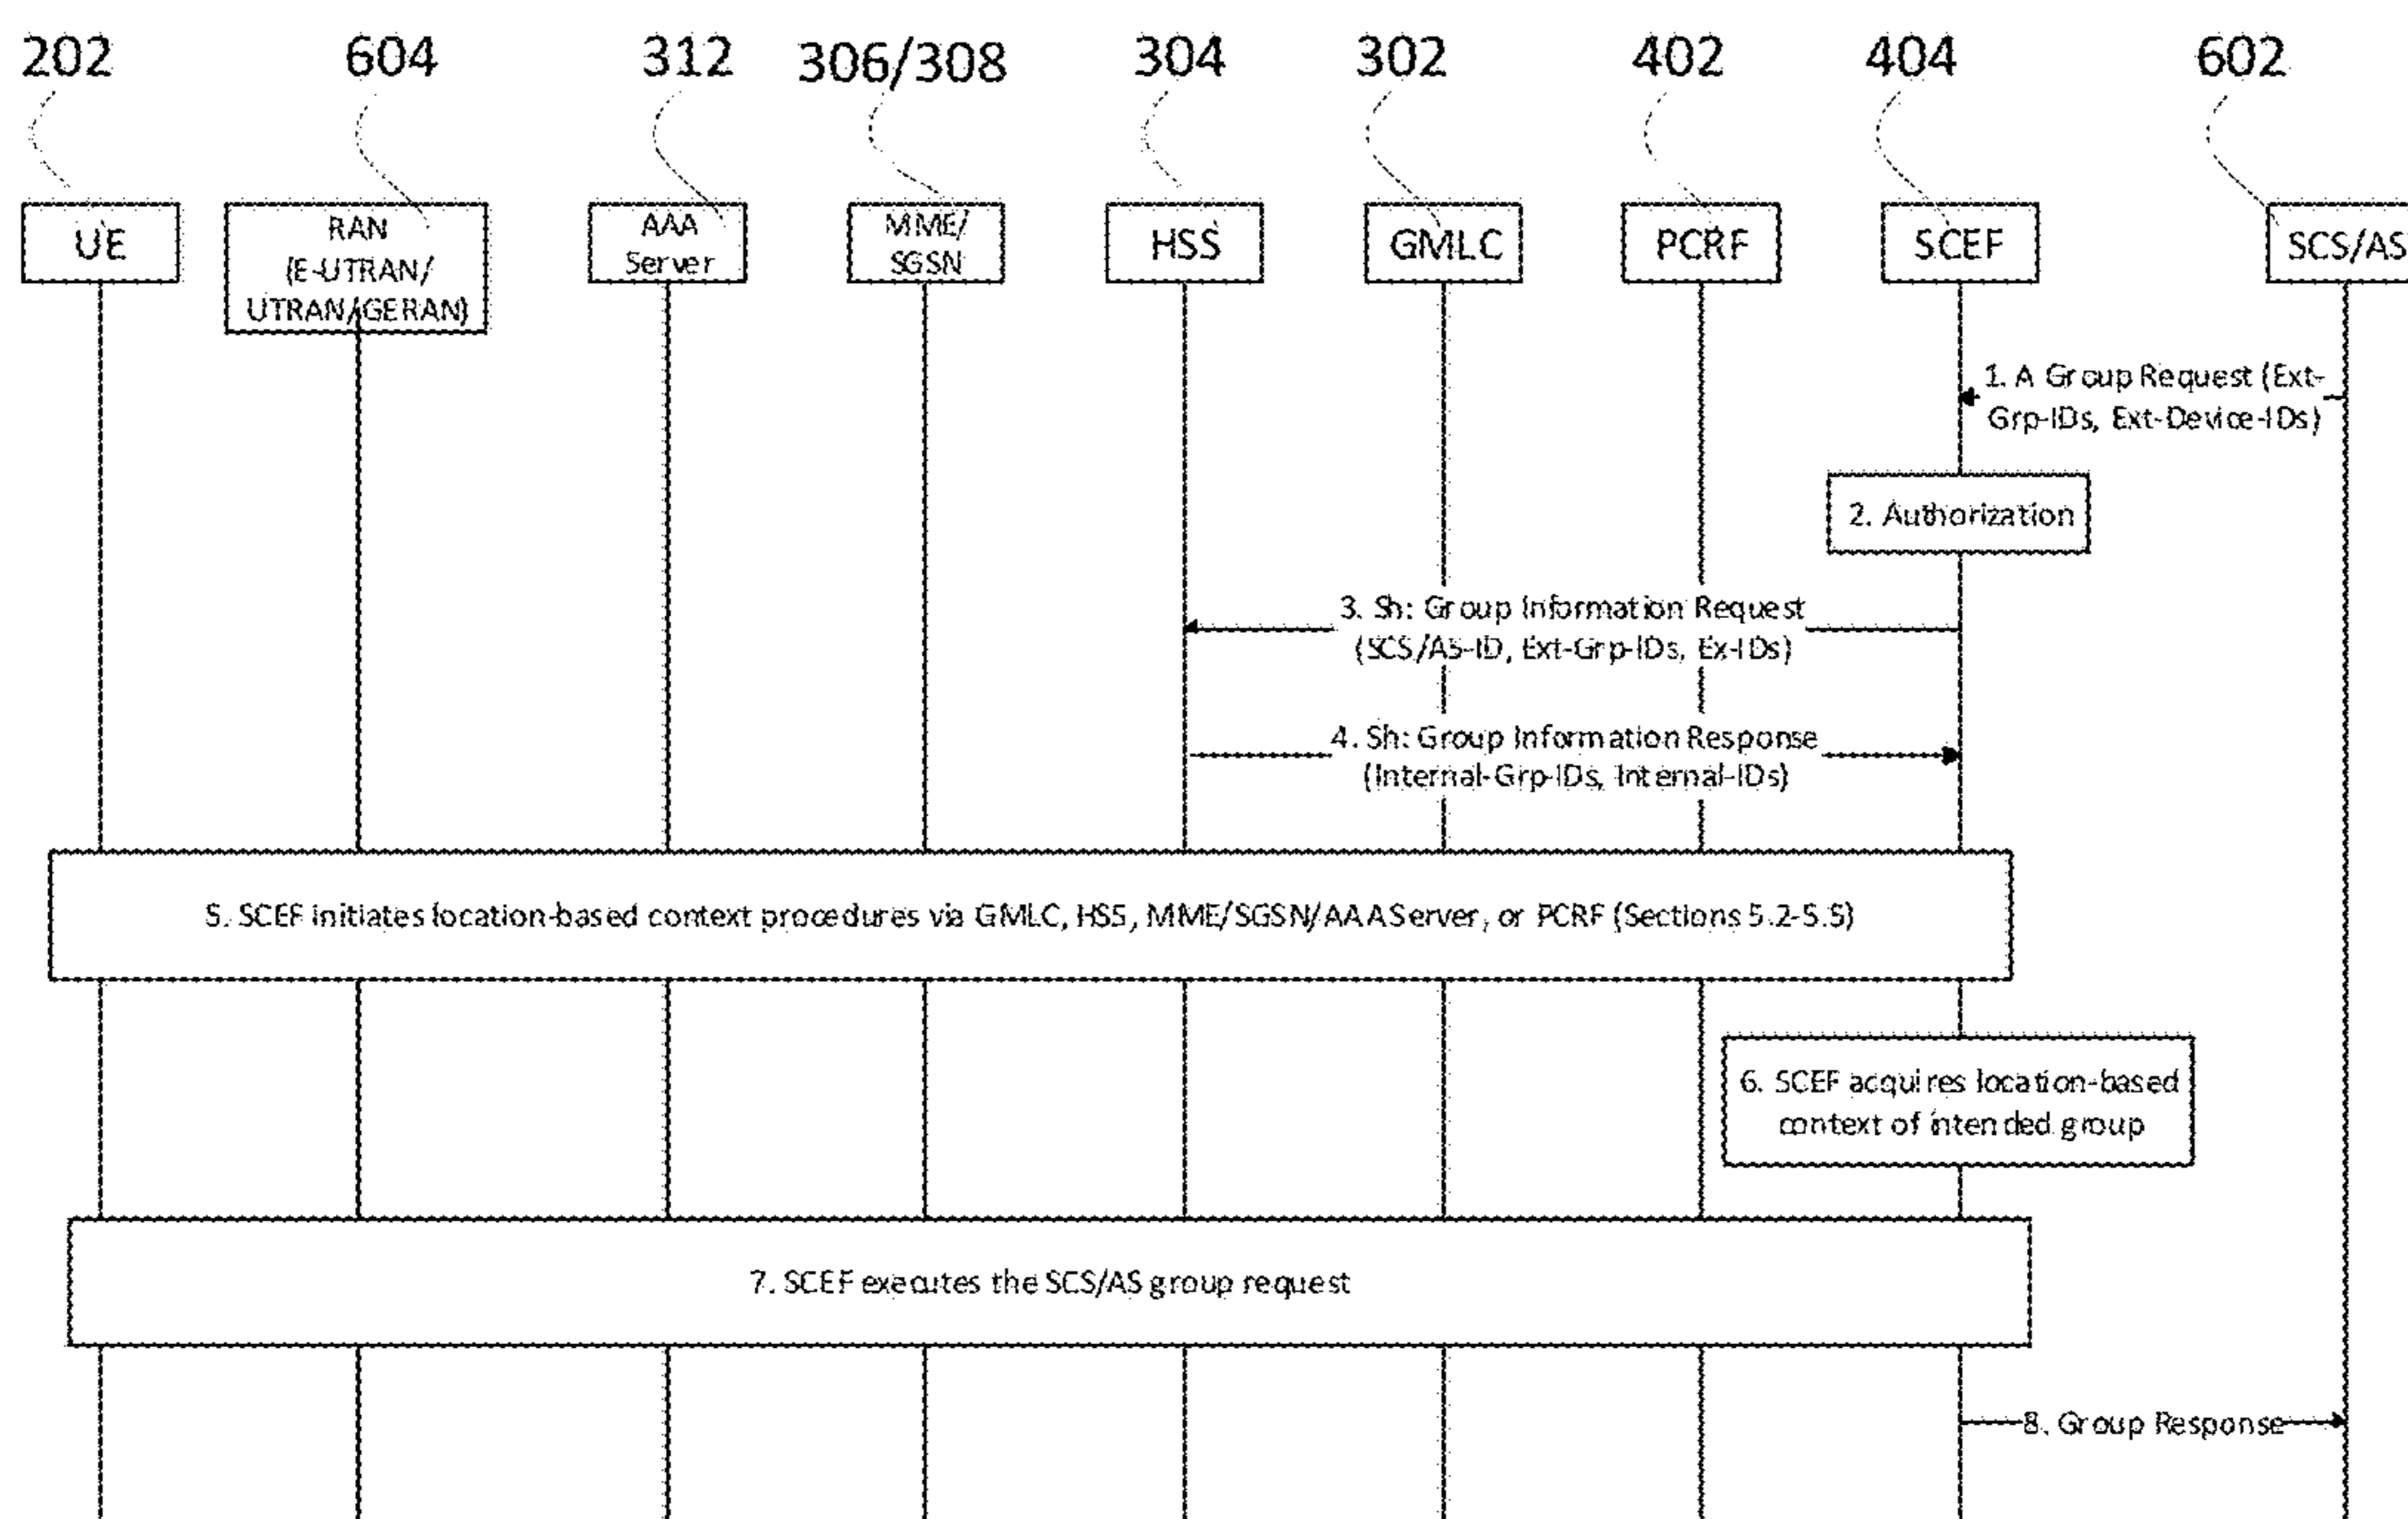 202 604 312 306/308 304 302 402 404 602
UE
RAN
(E-UTRAN/
UTRAN/GERAN)
AAA
Server
MME/
SGSN
HSS
GMLC
PCRF
SCEF
SCS/AS
1. A Group Request (Ext-
Grp-IDs, Ext-Device-IDs)
2. Authorization
3. Sh: Group Information Request
(SCS/AS-ID, Ext-Grp-IDs, Ex-IDs)
4. Sh: Group Information Response
(Internal-Grp-IDs, Internal-IDs)
5. SCEF initiates location-based context procedures via GMLC, HSS, MME/SGSN/AAA Server, or PCRF (Sections 5.2-5.5)
6. SCEF acquires location-based
context of intended group
7. SCEF executes the SCS/AS group request
8. Group Response